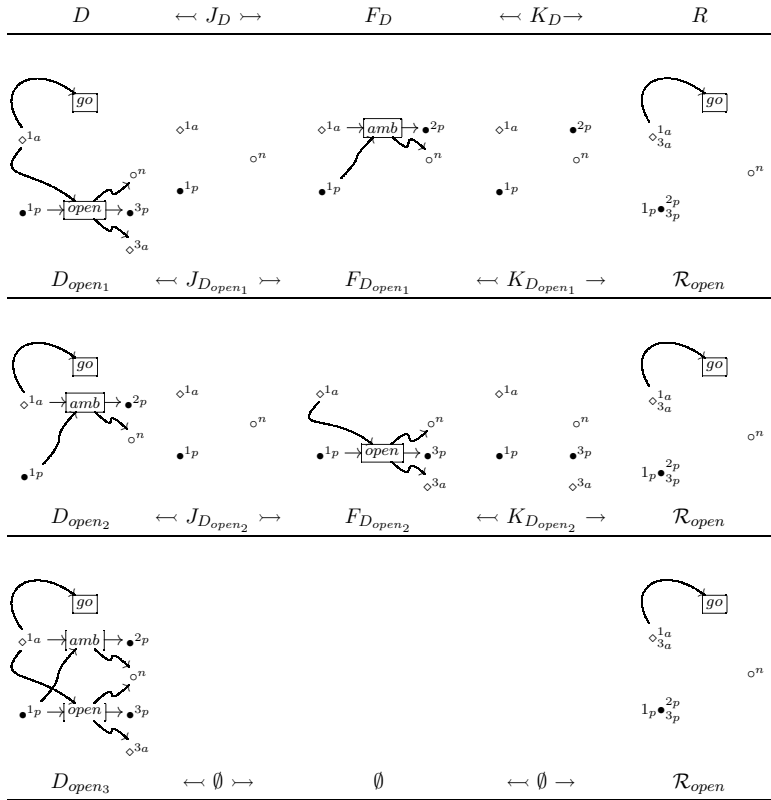 D ↢ J_D ↣ F_D ↢ K_D → R
go go
◇^{1a} ◇^{1a} ◇^{1a} → amb → •^{2p} ◇^{1a} •^{2p} ◇^{1a}_{3a}
○^n ○^n ○^n ○^n ○^n
•^{1p} → open → •^{3p} •^{1p} •^{1p} •^{1p} 1p•^{2p}_{3p}
◇^{3a}
D_{open_1} ↢ J_{D_{open_1}} ↣ F_{D_{open_1}} ↢ K_{D_{open_1}} → \mathcal{R}_{open}
go go
◇^{1a} → amb → •^{2p} ◇^{1a} ◇^{1a} ◇^{1a} ◇^{1a}_{3a}
○^n ○^n ○^n ○^n ○^n
•^{1p} •^{1p} •^{1p} → open → •^{3p} •^{1p} •^{3p} 1p•^{2p}_{3p}
◇^{3a} ◇^{3a}
D_{open_2} ↢ J_{D_{open_2}} ↣ F_{D_{open_2}} ↢ K_{D_{open_2}} → \mathcal{R}_{open}
go go
◇^{1a} → amb → •^{2p} ◇^{1a}_{3a}
○^n ○^n
•^{1p} → open → •^{3p} 1p•^{2p}_{3p}
◇^{3a}
D_{open_3} ↢ ∅ ↣ ∅ ↢ ∅ → \mathcal{R}_{open}